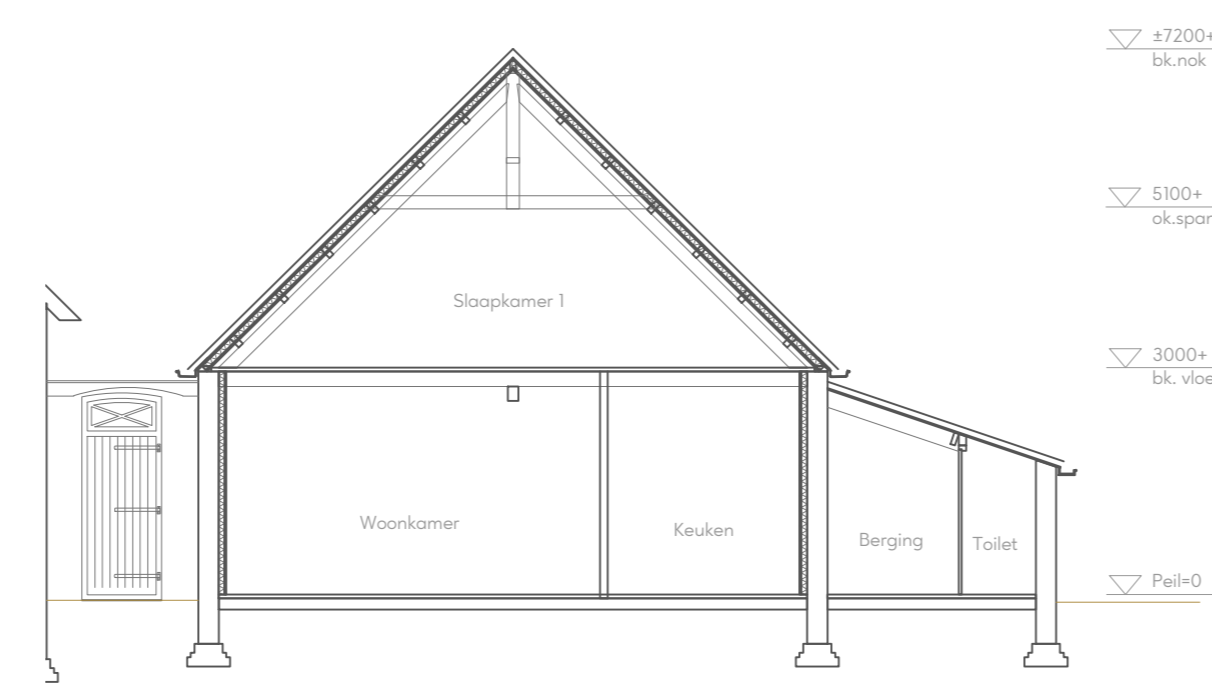 ±7200+
bk.nok
5100+
ok.spar
Slaapkamer 1
3000+
bk. vloe
Woonkamer
Keuken
Berging
Toilet
Peil=0